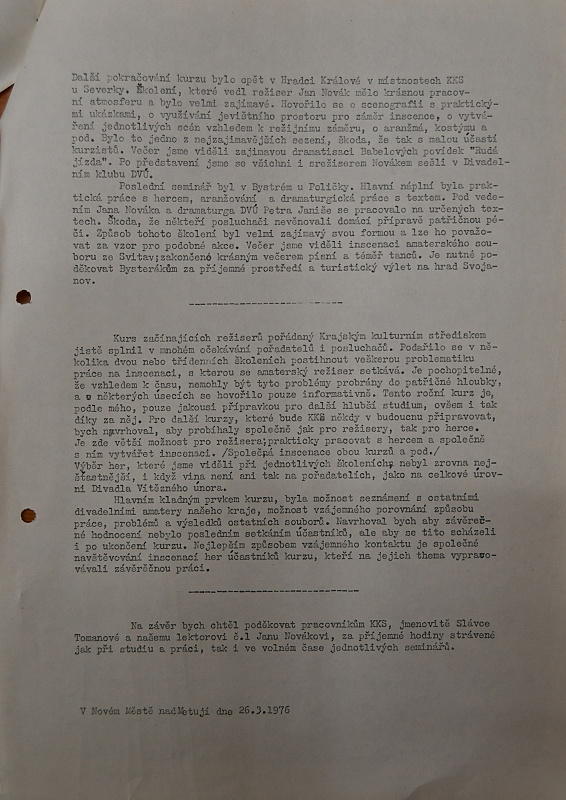 Další pokračování kurzu bylo opět v Hradci Králové v místnostech KKS
u Severky. Školení, které vedl režiser Jan Novák mělo krásnou pracov-
ní atmosferu a bylo velmi zajímavé. Hovořilo se o scenografii s praktický-
mi ukázkami, o využívání jevištního prostoru pro záměr inscence, o vytvá-
ření jednotlivých scén vzhledem k režijnímu záměru, o aranžmá, kostýmu a
pod. Bylo to jedno z nejzajímavějších sezení, škoda, že tak s malou účastí
kurzistů. Večer jsme viděli zajímavou dramatisaci Babelových povídek "Rudá
jízda". Po představení jsme se všichni i srežiserem Novákem sešli v Divadel-
ním klubu DVÚ.
Poslední seminář byl v Bystrém u Poličky. Hlavní náplní byla prak-
tická práce s hercem, aranžování a dramaturgická práce s textem. Pod vede-
ním Jana Nováka a dramaturga DVÚ Petra Janiše se pracovalo na určených tex-
tech. Škoda, že někteří posluchači nevěnovali domácí přípravě patřičnou pé-
či. Způsob tohoto školení byl velmi zajímavý svou formou a lze ho považo-
vat za vzor pro podobné akce. Večer jsme viděli inscenaci amaterského sou-
boru ze Svitav;zakončeno krásným večerem písní a téměř tanců. Je nutné po-
děkovat Bysterákům za příjemné prostředí a turistický výlet na hrad Svoja-
nov.
Kurs začínajících režiserů pořádaný Krajským kulturním střediskem
jistě splnil v mnohém očekávání pořadatelů i posluchačů. Podařilo se v ně-
kolika dvou nebo třídenních školeních postihnout veškerou problematiku
práce na inscenaci, s kterou se amaterský režiser setkává. Je pochopitelné,
že vzhledem k času, nemohly být tyto problémy probrány do patřičné hloubky,
a o některých úsecích se hovořilo pouze informativně. Tento roční kurz je,
podle mého, pouze jakousi přípravkou pro další hlubší studium, ovšem i tak
díky za něj. Pro další kurzy, které bude KKS někdy v budoucnu připravovat,
bych navrhoval, aby probíhaly společně jak pro režisery, tak pro herce.
Je zde větší možnost pro režisera;prakticky pracovat s hercem a společně
s ním vytvářet inscenaci. /Společná inscenace obou kurzů a pod./
Výběr her, které jsme viděli při jednotlivých školeních, nebyl zrovna nej-
šťastnější, i když vina není ani tak na pořadatelích, jako na celkové úrov-
ni Divadla Vítězného února.
Hlavním kladným prvkem kurzu, byla možnost seznámení s ostatními
divadelními amatery našeho kraje, možnost vzájemného porovnání způsobu
práce, problémů a výsledků ostatních souborů. Navrhoval bych aby závereč-
né hodnocení nebylo posledním setkáním účastníků, ale aby se tito scházeli
i po ukončení kurzu. Nejlepším způsobem vzájemného kontaktu je společné
navštěvování inscenací her účastníků kurzu, kteří na jejich thema vypraco-
vávali závěrečnou práci.
Na závěr bych chtěl poděkovat pracovníkům KKS, jmenovitě Slávce
Tomanové a našemu lektorovi č.1 Janu Novákovi, za příjemné hodiny strávené
jak při studiu a práci, tak i ve volném čase jednotlivých seminářů.
V Novém Městě nad Metují dne 26.3.1976